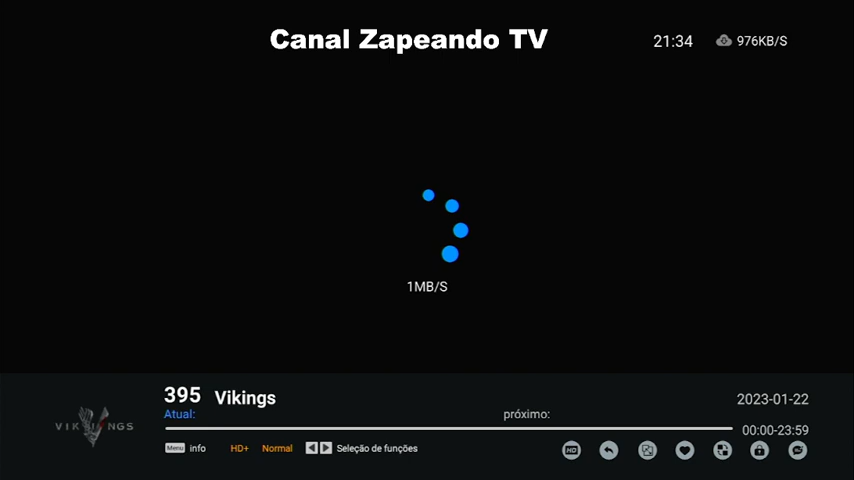 Canal Zapeando TV
21:34
976KB/S
1MB/S
395 Vikings
2023-01-22
Atual:
próximo:
00:00-23:59
VIKINGS
Menu info HD+ Normal Seleção de funções
HD